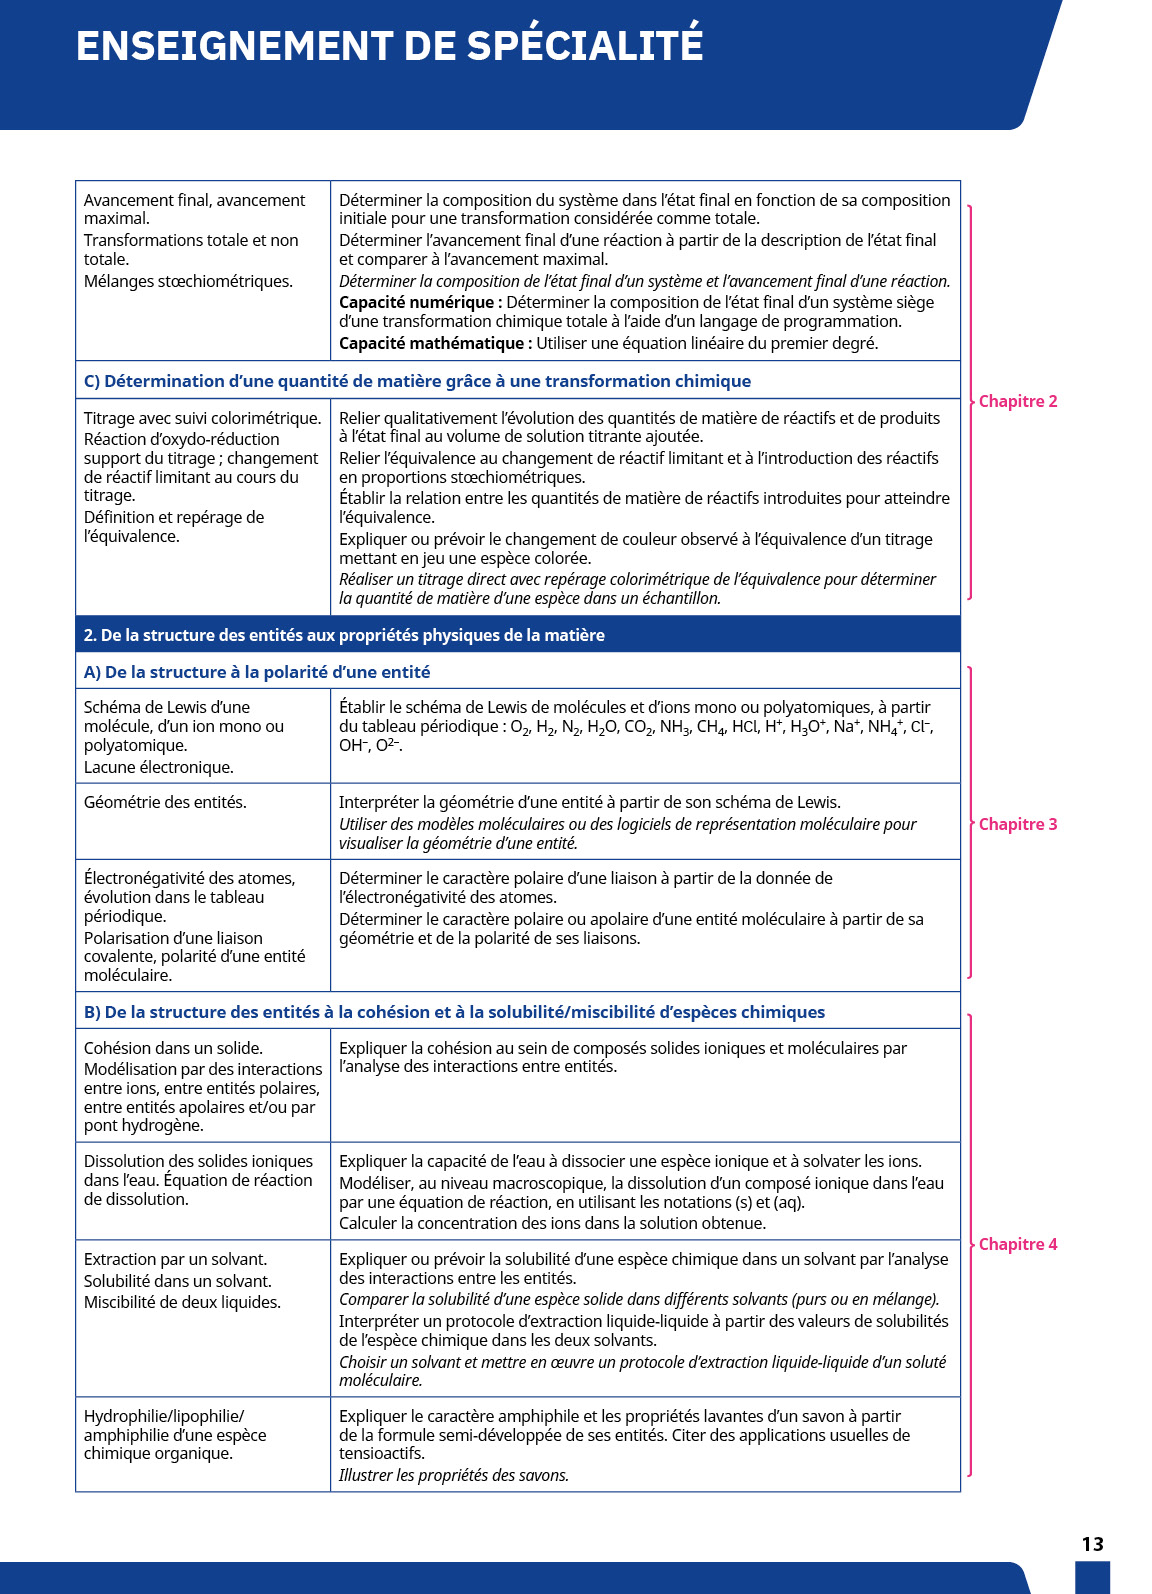 ENSEIGNEMENT DE SPÉCIALITÉ
Avancement final, avancement
maximal.
Transformations totale et non
totale.
Mélanges stœchiométriques.
Déterminer la composition du système dans l’état final en fonction de sa composition
initiale pour une transformation considérée comme totale.
Déterminer l’avancement final d’une réaction à partir de la description de l’état final
et comparer à l’avancement maximal.
Déterminer la composition de l’état final d’un système et l’avancement final d’une réaction.
Capacité numérique : Déterminer la composition de l’état final d’un système siège
d’une transformation chimique totale à l’aide d’un langage de programmation.
Capacité mathématique : Utiliser une équation linéaire du premier degré.
C) Détermination d’une quantité de matière grâce à une transformation chimique
Chapitre 2
Titrage avec suivi colorimétrique.
Réaction d’oxydo-réduction
support du titrage ; changement
de réactif limitant au cours du
titrage.
Définition et repérage de
l’équivalence.
Relier qualitativement l’évolution des quantités de matière de réactifs et de produits
à l’état final au volume de solution titrante ajoutée.
Relier l’équivalence au changement de réactif limitant et à l’introduction des réactifs
en proportions stœchiométriques.
Établir la relation entre les quantités de matière de réactifs introduites pour atteindre
l’équivalence.
Expliquer ou prévoir le changement de couleur observé à l’équivalence d’un titrage
mettant en jeu une espèce colorée.
Réaliser un titrage direct avec repérage colorimétrique de l’équivalence pour déterminer
la quantité de matière d’une espèce dans un échantillon.
2. De la structure des entités aux propriétés physiques de la matière
A) De la structure à la polarité d’une entité
Schéma de Lewis d’une
molécule, d’un ion mono ou
polyatomique.
Lacune électronique.
Établir le schéma de Lewis de molécules et d’ions mono ou polyatomiques, à partir
du tableau périodique : O₂, H₂, N₂, H₂O, CO₂, NH₃, CH₄, HCl, H⁺, H₃O⁺, Na⁺, NH₄⁺, Cl⁻,
OH⁻, O²⁻.
Géométrie des entités.
Interpréter la géométrie d’une entité à partir de son schéma de Lewis.
Utiliser des modèles moléculaires ou des logiciels de représentation moléculaire pour
visualiser la géométrie d’une entité.
Chapitre 3
Électronégativité des atomes,
évolution dans le tableau
périodique.
Polarisation d’une liaison
covalente, polarité d’une entité
moléculaire.
Déterminer le caractère polaire d’une liaison à partir de la donnée de
l’électronégativité des atomes.
Déterminer le caractère polaire ou apolaire d’une entité moléculaire à partir de sa
géométrie et de la polarité de ses liaisons.
B) De la structure des entités à la cohésion et à la solubilité/miscibilité d’espèces chimiques
Cohésion dans un solide.
Modélisation par des interactions
entre ions, entre entités polaires,
entre entités apolaires et/ou par
pont hydrogène.
Expliquer la cohésion au sein de composés solides ioniques et moléculaires par
l’analyse des interactions entre entités.
Dissolution des solides ioniques
dans l’eau. Équation de réaction
de dissolution.
Expliquer la capacité de l’eau à dissocier une espèce ionique et à solvater les ions.
Modéliser, au niveau macroscopique, la dissolution d’un composé ionique dans l’eau
par une équation de réaction, en utilisant les notations (s) et (aq).
Calculer la concentration des ions dans la solution obtenue.
Chapitre 4
Extraction par un solvant.
Solubilité dans un solvant.
Miscibilité de deux liquides.
Expliquer ou prévoir la solubilité d’une espèce chimique dans un solvant par l’analyse
des interactions entre les entités.
Comparer la solubilité d’une espèce solide dans différents solvants (purs ou en mélange).
Interpréter un protocole d’extraction liquide-liquide à partir des valeurs de solubilités
de l’espèce chimique dans les deux solvants.
Choisir un solvant et mettre en œuvre un protocole d’extraction liquide-liquide d’un soluté
moléculaire.
Hydrophilie/lipophilie/
amphiphilie d’une espèce
chimique organique.
Expliquer le caractère amphiphile et les propriétés lavantes d’un savon à partir
de la formule semi-développée de ses entités. Citer des applications usuelles de
tensioactifs.
Illustrer les propriétés des savons.
13